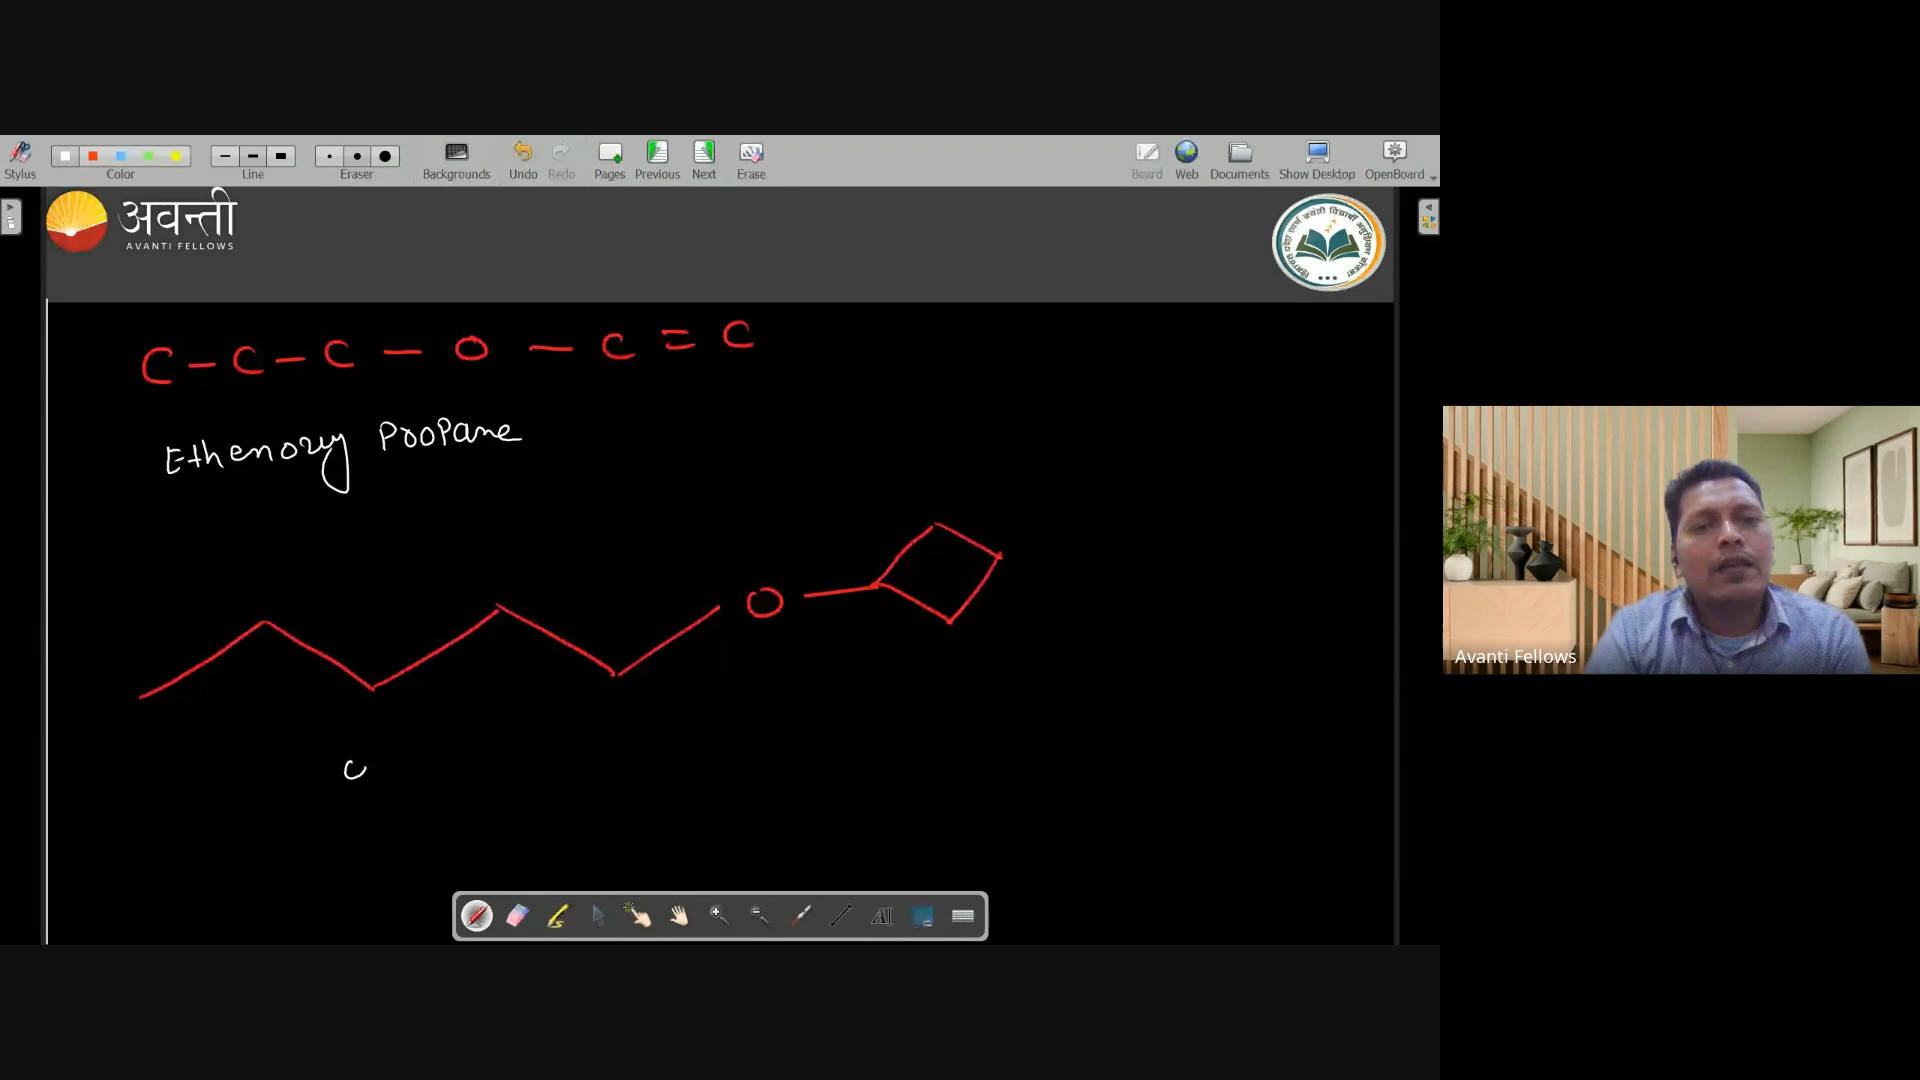 Stylus
Color
Line
Eraser
Backgrounds
Undo
Redo
Pages
Previous
Next
Erase
Board
Web
Documents
Show Desktop
OpenBoard
अवन्ती
AVANTI FELLOWS
C - C - C - O - C = C
Ethenoxy Propane
O
C
AI
Avanti Fellows